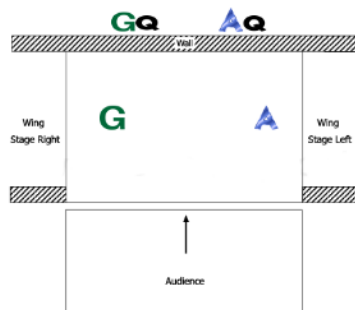 GQ AQ
Wall
G A
Wing
Stage Right
Wing
Stage Left
Audience